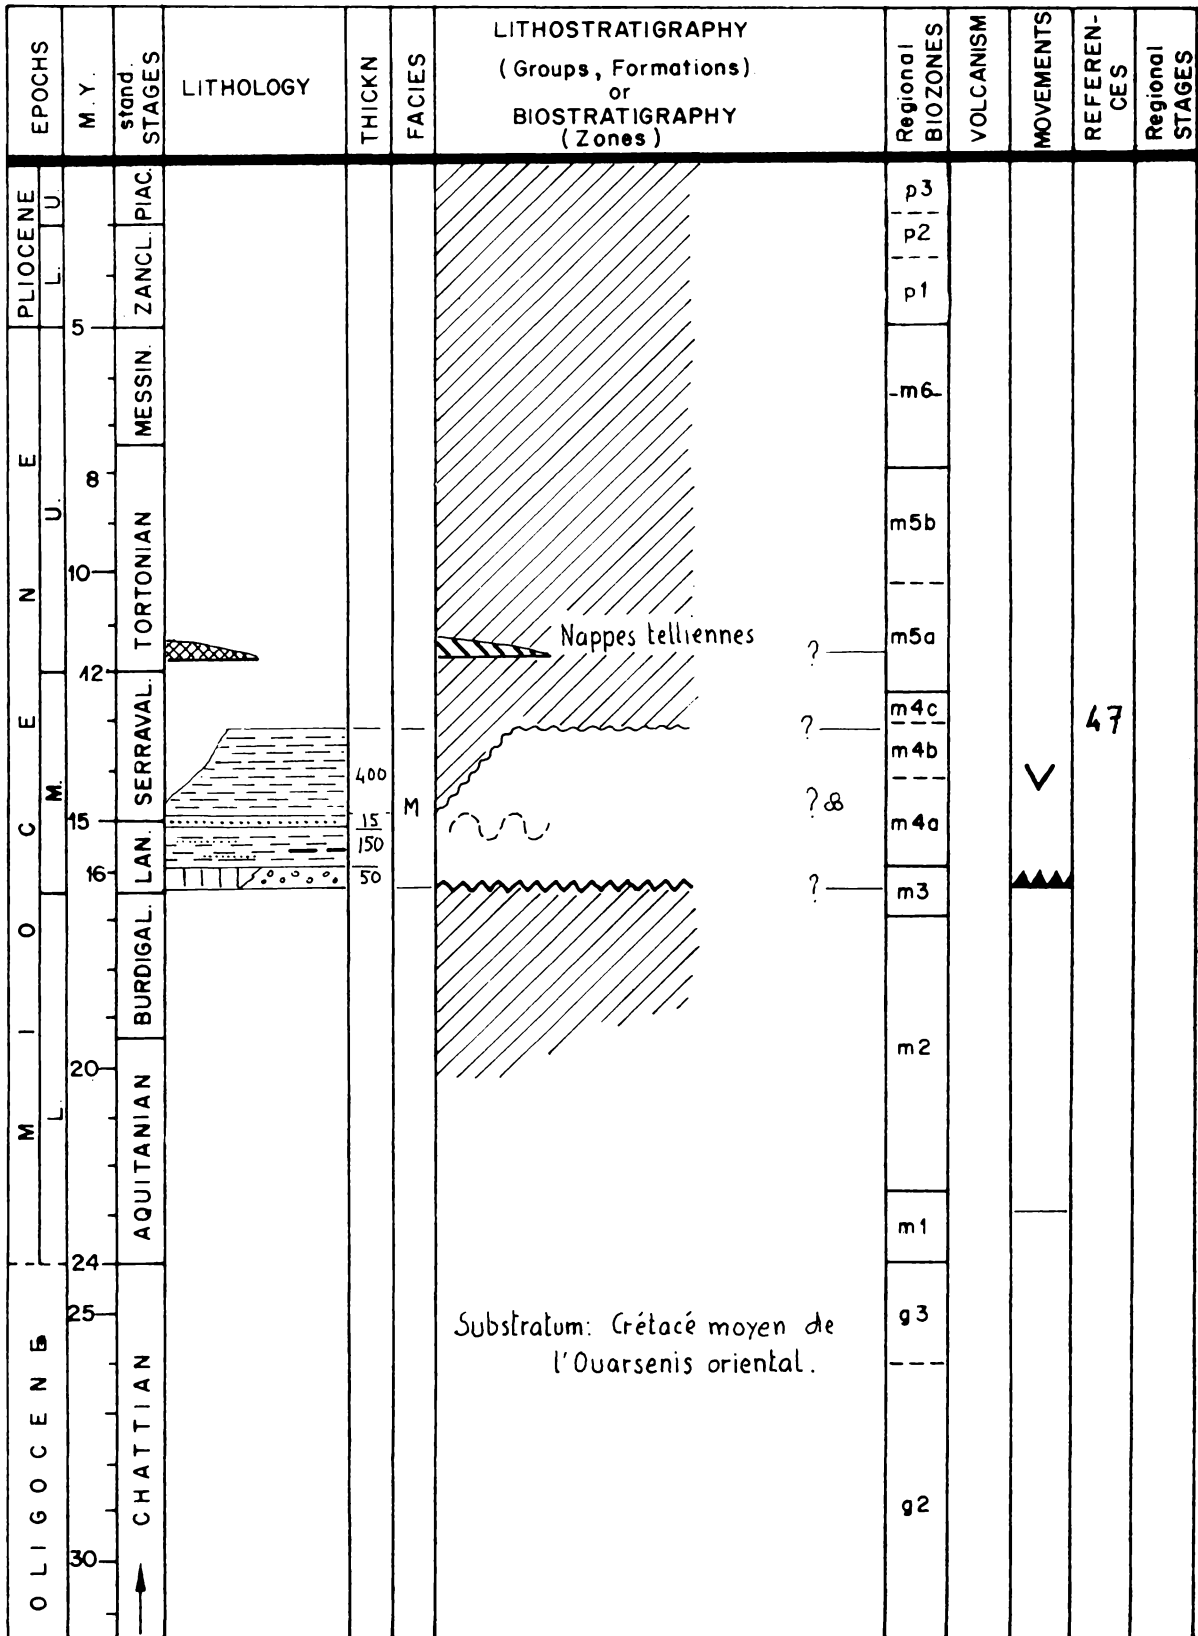 EPOCHS
M.Y.
stand. STAGES
LITHOLOGY
THICKN
FACIES
LITHOSTRATIGRAPHY
(Groups, Formations)
or
BIOSTRATIGRAPHY
(Zones)
Regional BIOZONES
VOLCANISM
MOVEMENTS
REFEREN-
CES
Regional STAGES
PLIOCENE
U.
L.
PIAC.
ZANCL.
p3
p2
p1
5
MIOCENE
U.
M.
L.
MESSIN.
m6
8
TORTONIAN
m5b
10
m5a
Nappes telliennes
?
12
SERRAVAL.
m4c
47
?
m4b
400
M
? 8
15
15
m4a
LAN.
150
16
50
?
m3
BURDIGAL.
m2
20
AQUITANIAN
m1
24
OLIGOCENE
CHATTIAN
25
g3
Substratum: Crétacé moyen de
l'Ouarsenis oriental.
g2
30